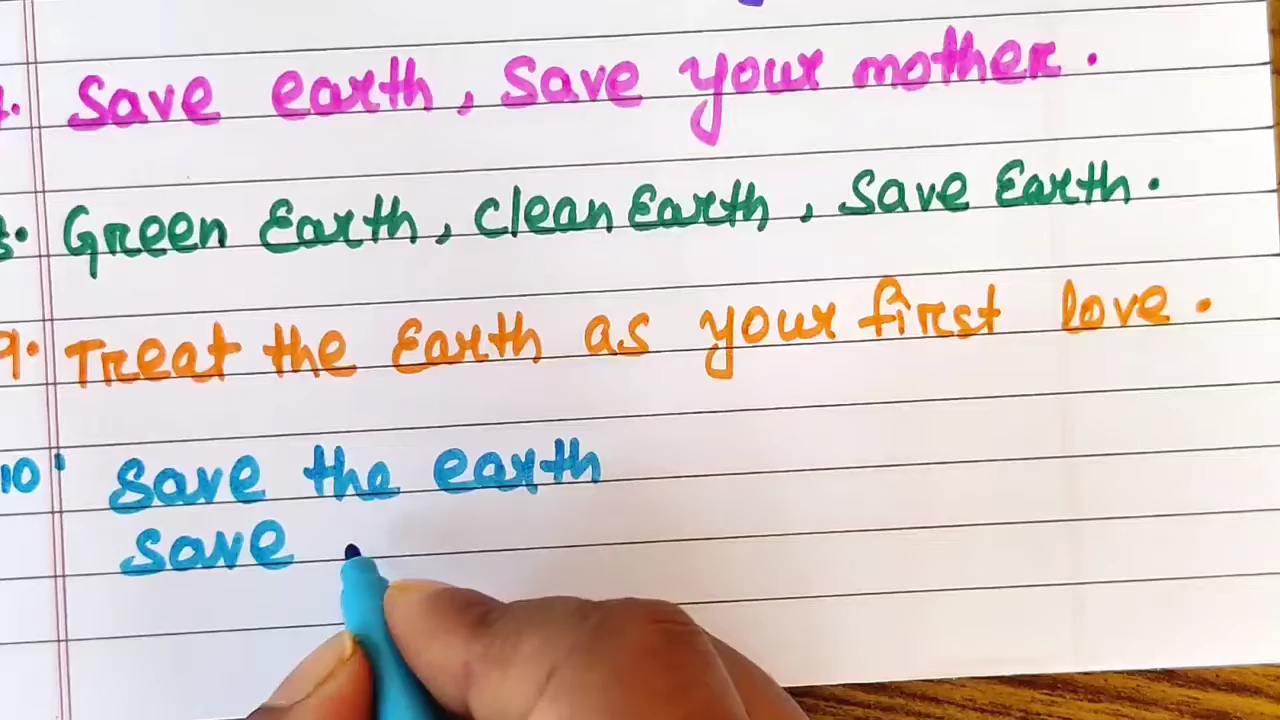 Save earth, Save your mother.
Green Earth, clean Earth, Save Earth.
9. Treat the Earth as your first love.
10. Save the earth
Save